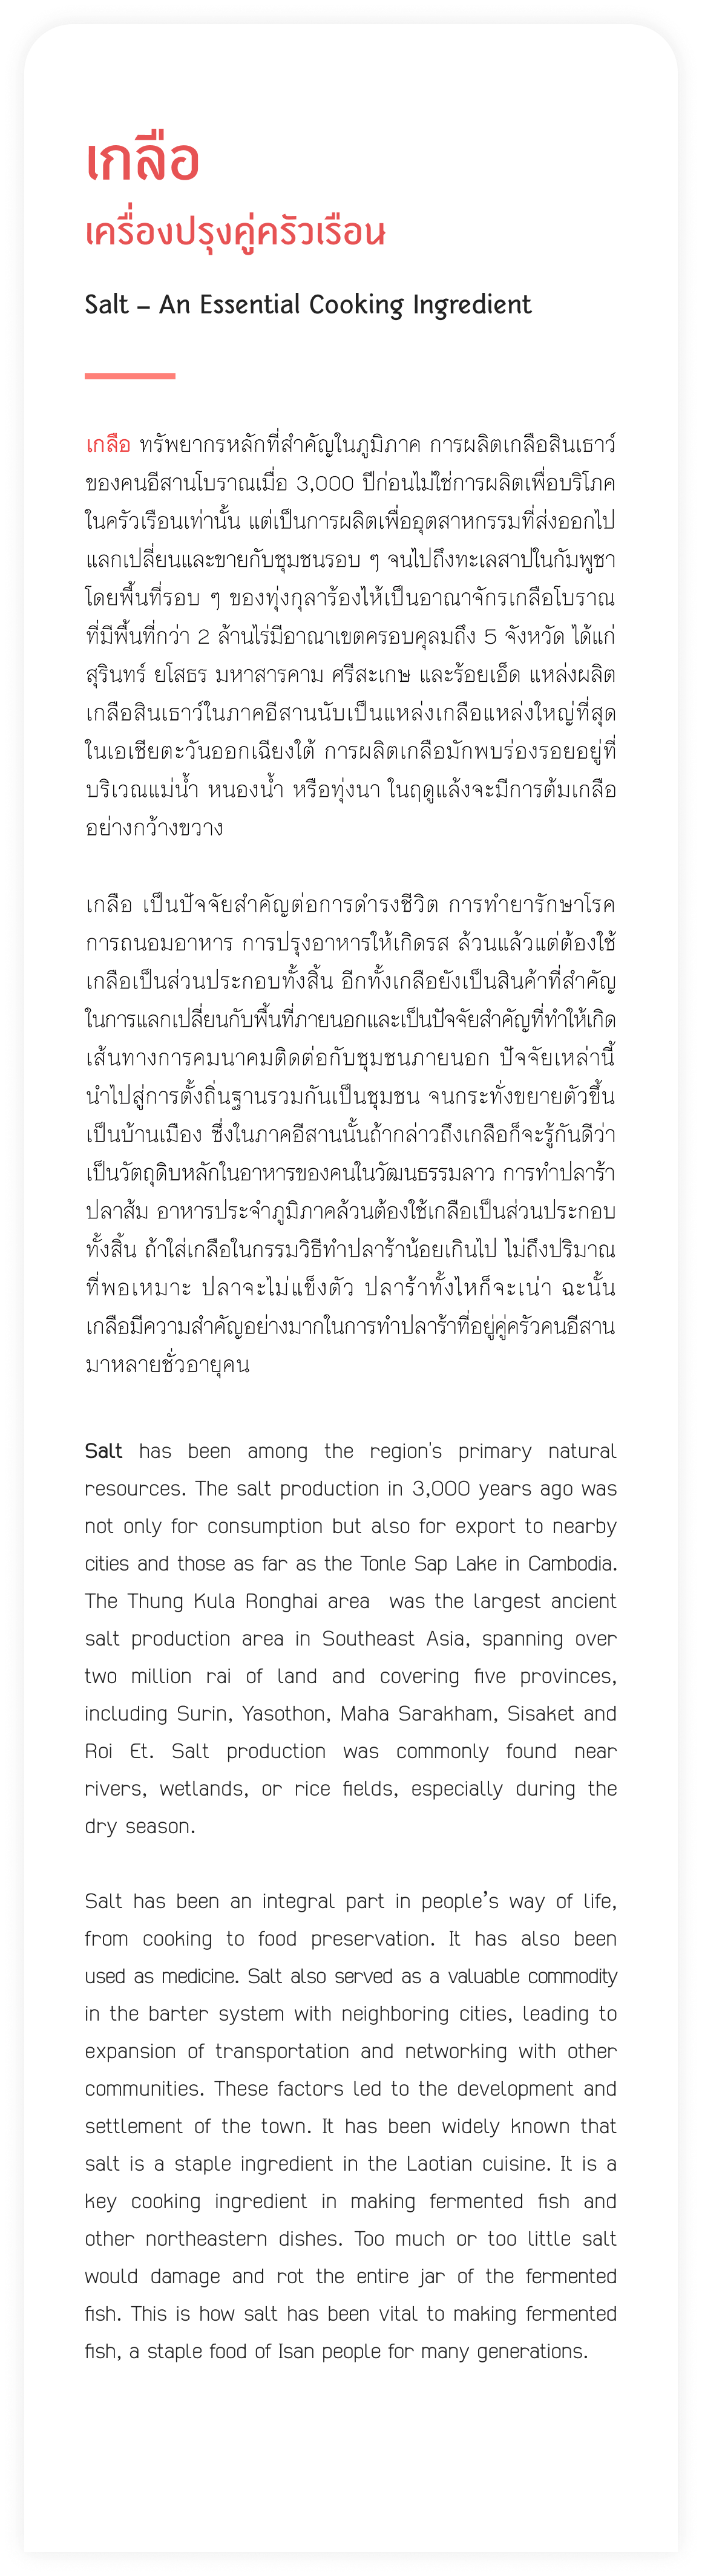 เกลือ
เครื่องปรุงคู่ครัวเรือน
Salt – An Essential Cooking Ingredient
เกลือ ทรัพยากรหลักที่สำคัญในภูมิภาค การผลิตเกลือสินเธาว์
ของคนอีสานโบราณเมื่อ 3,000 ปีก่อนไม่ใช่การผลิตเพื่อบริโภค
ในครัวเรือนเท่านั้น แต่เป็นการผลิตเพื่ออุตสาหกรรมที่ส่งออกไป
แลกเปลี่ยนและขายกับชุมชนรอบ ๆ จนไปถึงทะเลสาปในกัมพูชา
โดยพื้นที่รอบ ๆ ของทุ่งกุลาร้องไห้เป็นอาณาจักรเกลือโบราณ
ที่มีพื้นที่กว่า 2 ล้านไร่มีอาณาเขตครอบคุลมถึง 5 จังหวัด ได้แก่
สุรินทร์ ยโสธร มหาสารคาม ศรีสะเกษ และร้อยเอ็ด แหล่งผลิต
เกลือสินเธาว์ในภาคอีสานนับเป็นแหล่งเกลือแหล่งใหญ่ที่สุด
ในเอเชียตะวันออกเฉียงใต้ การผลิตเกลือมักพบร่องรอยอยู่ที่
บริเวณแม่น้ำ หนองน้ำ หรือทุ่งนา ในฤดูแล้งจะมีการต้มเกลือ
อย่างกว้างขวาง
เกลือ เป็นปัจจัยสำคัญต่อการดำรงชีวิต การทำยารักษาโรค
การถนอมอาหาร การปรุงอาหารให้เกิดรส ล้วนแล้วแต่ต้องใช้
เกลือเป็นส่วนประกอบทั้งสิ้น อีกทั้งเกลือยังเป็นสินค้าที่สำคัญ
ในการแลกเปลี่ยนกับพื้นที่ภายนอกและเป็นปัจจัยสำคัญที่ทำให้เกิด
เส้นทางการคมนาคมติดต่อกับชุมชนภายนอก ปัจจัยเหล่านี้
นำไปสู่การตั้งถิ่นฐานรวมกันเป็นชุมชน จนกระทั่งขยายตัวขึ้น
เป็นบ้านเมือง ซึ่งในภาคอีสานนั้นถ้ากล่าวถึงเกลือก็จะรู้กันดีว่า
เป็นวัตถุดิบหลักในอาหารของคนในวัฒนธรรมลาว การทำปลาร้า
ปลาส้ม อาหารประจำภูมิภาคล้วนต้องใช้เกลือเป็นส่วนประกอบ
ทั้งสิ้น ถ้าใส่เกลือในกรรมวิธีทำปลาร้าน้อยเกินไป ไม่ถึงปริมาณ
ที่พอเหมาะ ปลาจะไม่แข็งตัว ปลาร้าทั้งไหก็จะเน่า ฉะนั้น
เกลือมีความสำคัญอย่างมากในการทำปลาร้าที่อยู่คู่ครัวคนอีสาน
มาหลายชั่วอายุคน
Salt has been among the region's primary natural
resources. The salt production in 3,000 years ago was
not only for consumption but also for export to nearby
cities and those as far as the Tonle Sap Lake in Cambodia.
The Thung Kula Ronghai area was the largest ancient
salt production area in Southeast Asia, spanning over
two million rai of land and covering five provinces,
including Surin, Yasothon, Maha Sarakham, Sisaket and
Roi Et. Salt production was commonly found near
rivers, wetlands, or rice fields, especially during the
dry season.
Salt has been an integral part in people’s way of life,
from cooking to food preservation. It has also been
used as medicine. Salt also served as a valuable commodity
in the barter system with neighboring cities, leading to
expansion of transportation and networking with other
communities. These factors led to the development and
settlement of the town. It has been widely known that
salt is a staple ingredient in the Laotian cuisine. It is a
key cooking ingredient in making fermented fish and
other northeastern dishes. Too much or too little salt
would damage and rot the entire jar of the fermented
fish. This is how salt has been vital to making fermented
fish, a staple food of Isan people for many generations.